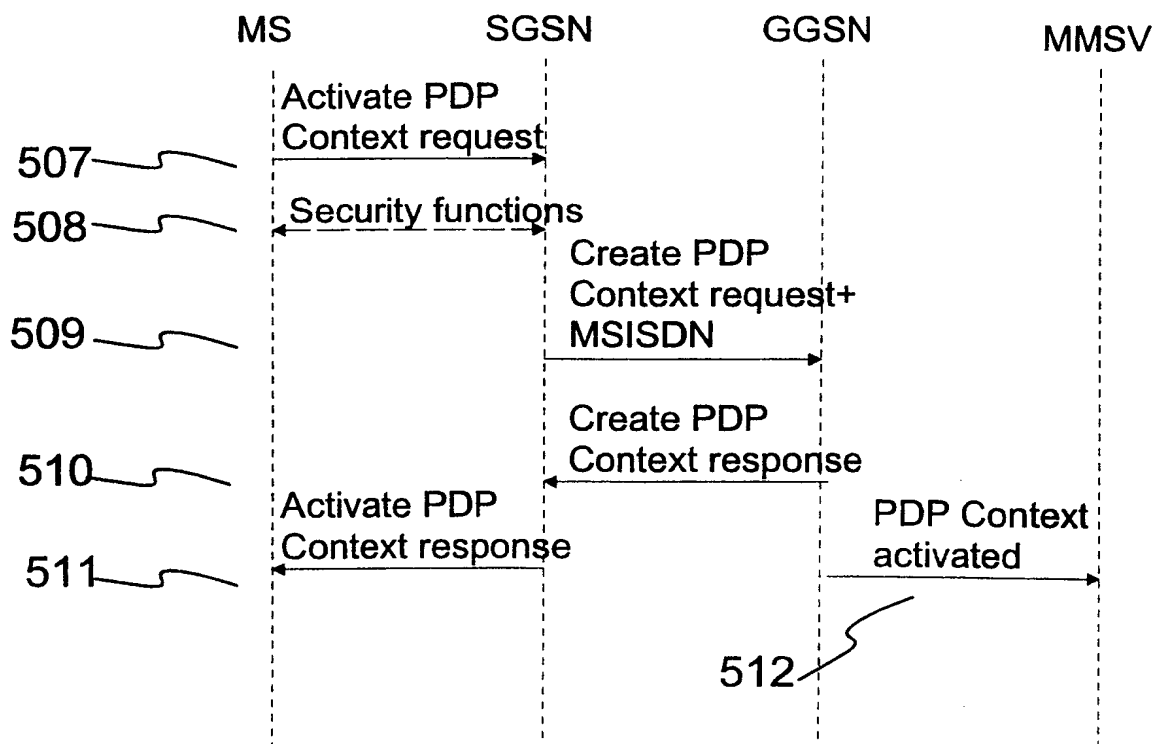 MS SGSN GGSN MMSV
Activate PDP
Context request
507
Security functions
508
Create PDP
Context request+
MSISDN
509
Create PDP
Context response
510
Activate PDP
Context response
511
PDP Context
activated
512